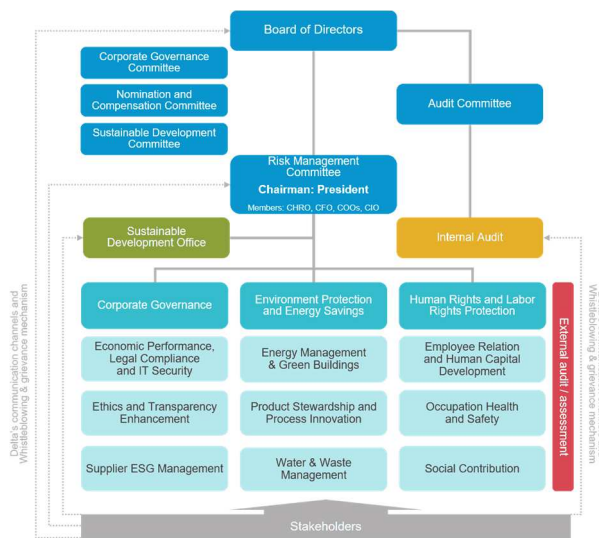 Board of Directors
Corporate Governance
Committee
Nomination and
Compensation Committee
Sustainable Development
Committee
Audit Committee
Risk Management
Committee
Chairman: President
Members: CHRO, CFO, COOs, CIO
Sustainable
Development Office
Internal Audit
Corporate Governance
Economic Performance,
Legal Compliance
and IT Security
Ethics and Transparency
Enhancement
Supplier ESG Management
Environment Protection
and Energy Savings
Energy Management
& Green Buildings
Product Stewardship and
Process Innovation
Water & Waste
Management
Human Rights and Labor
Rights Protection
Employee Relation
and Human Capital
Development
Occupation Health
and Safety
Social Contribution
External audit / assessment
Delta's communication channels and
Whistleblowing & grievance mechanism
Whistleblowing & grievance mechanism
Stakeholders